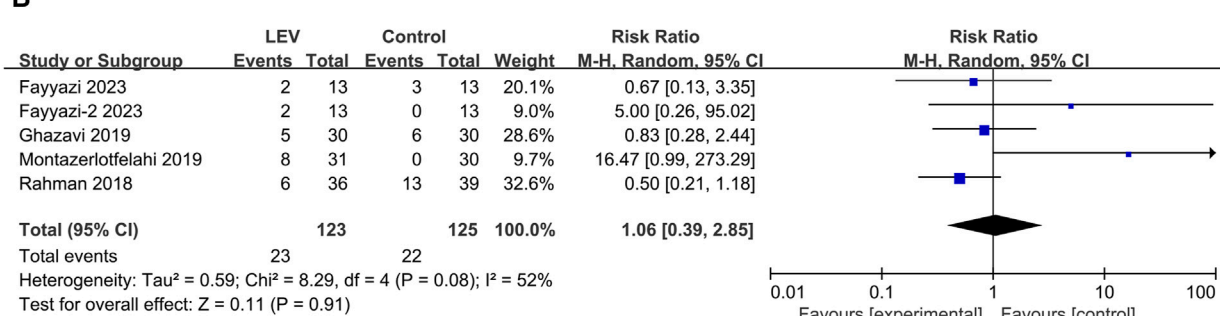 B
LEV Control Risk Ratio Risk Ratio
Study or Subgroup Events Total Events Total Weight M-H, Random, 95% CI M-H, Random, 95% CI
Fayyazi 2023 2 13 3 13 20.1% 0.67 [0.13, 3.35]
Fayyazi-2 2023 2 13 0 13 9.0% 5.00 [0.26, 95.02]
Ghazavi 2019 5 30 6 30 28.6% 0.83 [0.28, 2.44]
Montazerlotfelahi 2019 8 31 0 30 9.7% 16.47 [0.99, 273.29]
Rahman 2018 6 36 13 39 32.6% 0.50 [0.21, 1.18]
Total (95% CI) 123 125 100.0% 1.06 [0.39, 2.85]
Total events 23 22
Heterogeneity: Tau² = 0.59; Chi² = 8.29, df = 4 (P = 0.08); I² = 52%
Test for overall effect: Z = 0.11 (P = 0.91)
0.01 0.1 1 10 100
Favours [experimental] Favours [control]